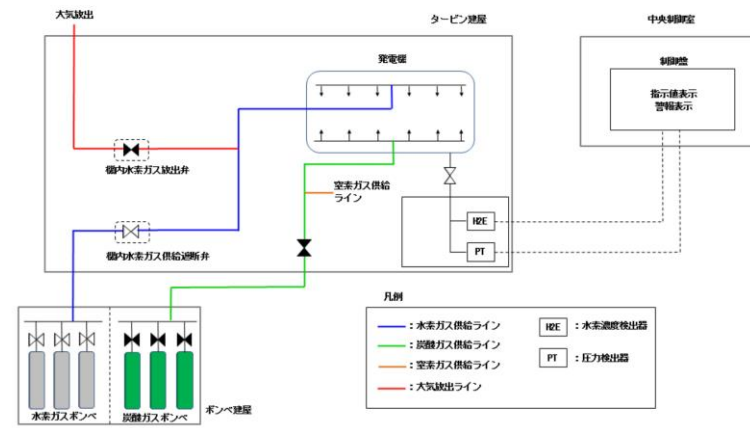 大気放出
タービン建屋
中央制御室
発電機
制御盤
指示値表示
警報表示
機内水素ガス放出弁
窒素ガス供給
ライン
H2E
機内水素ガス供給遮断弁
PT
凡例
:水素ガス供給ライン
H2E
:水素濃度検出器
:炭酸ガス供給ライン
:窒素ガス供給ライン
PT
:圧力検出器
:大気放出ライン
水素ガスボンベ
炭酸ガスボンベ
ボンベ建屋